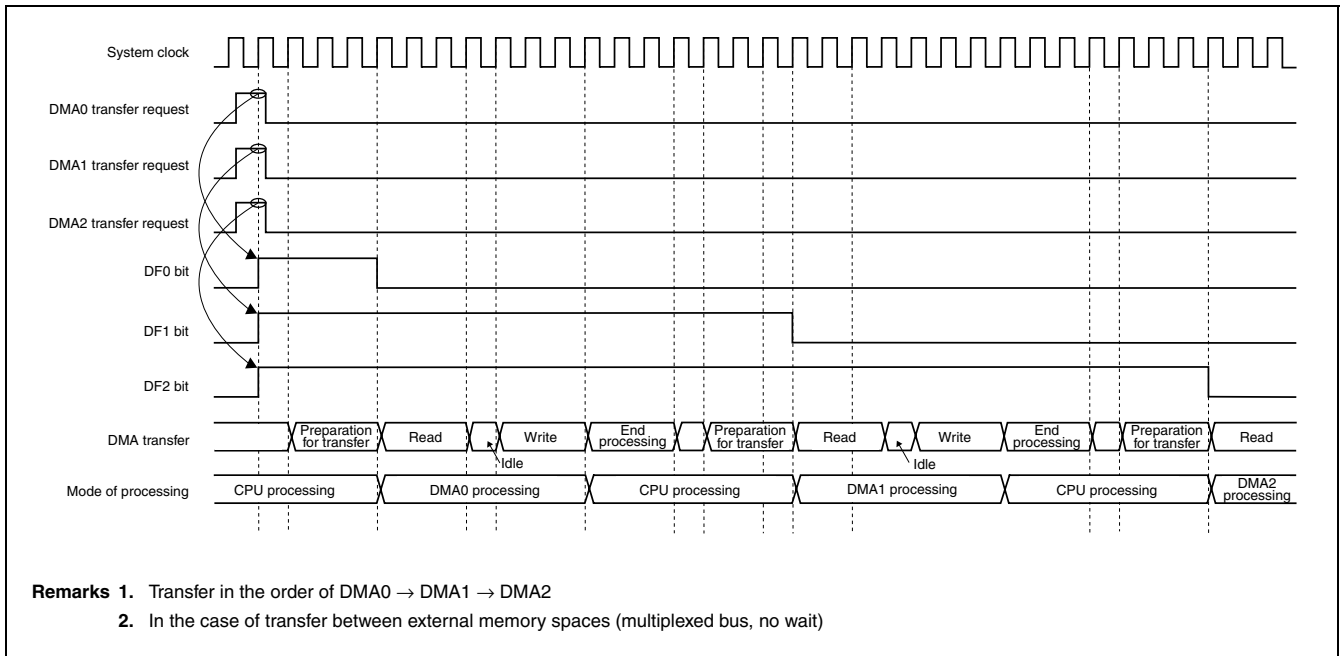 System clock
DMA0 transfer request
DMA1 transfer request
DMA2 transfer request
DF0 bit
DF1 bit
DF2 bit
DMA transfer
Preparation
for transfer
Read
Write
End
processing
Preparation
for transfer
Read
Write
End
processing
Preparation
for transfer
Read
Idle
Idle
Mode of processing
CPU processing
DMA0 processing
CPU processing
DMA1 processing
CPU processing
DMA2
processing
Remarks 1. Transfer in the order of DMA0 → DMA1 → DMA2
2. In the case of transfer between external memory spaces (multiplexed bus, no wait)